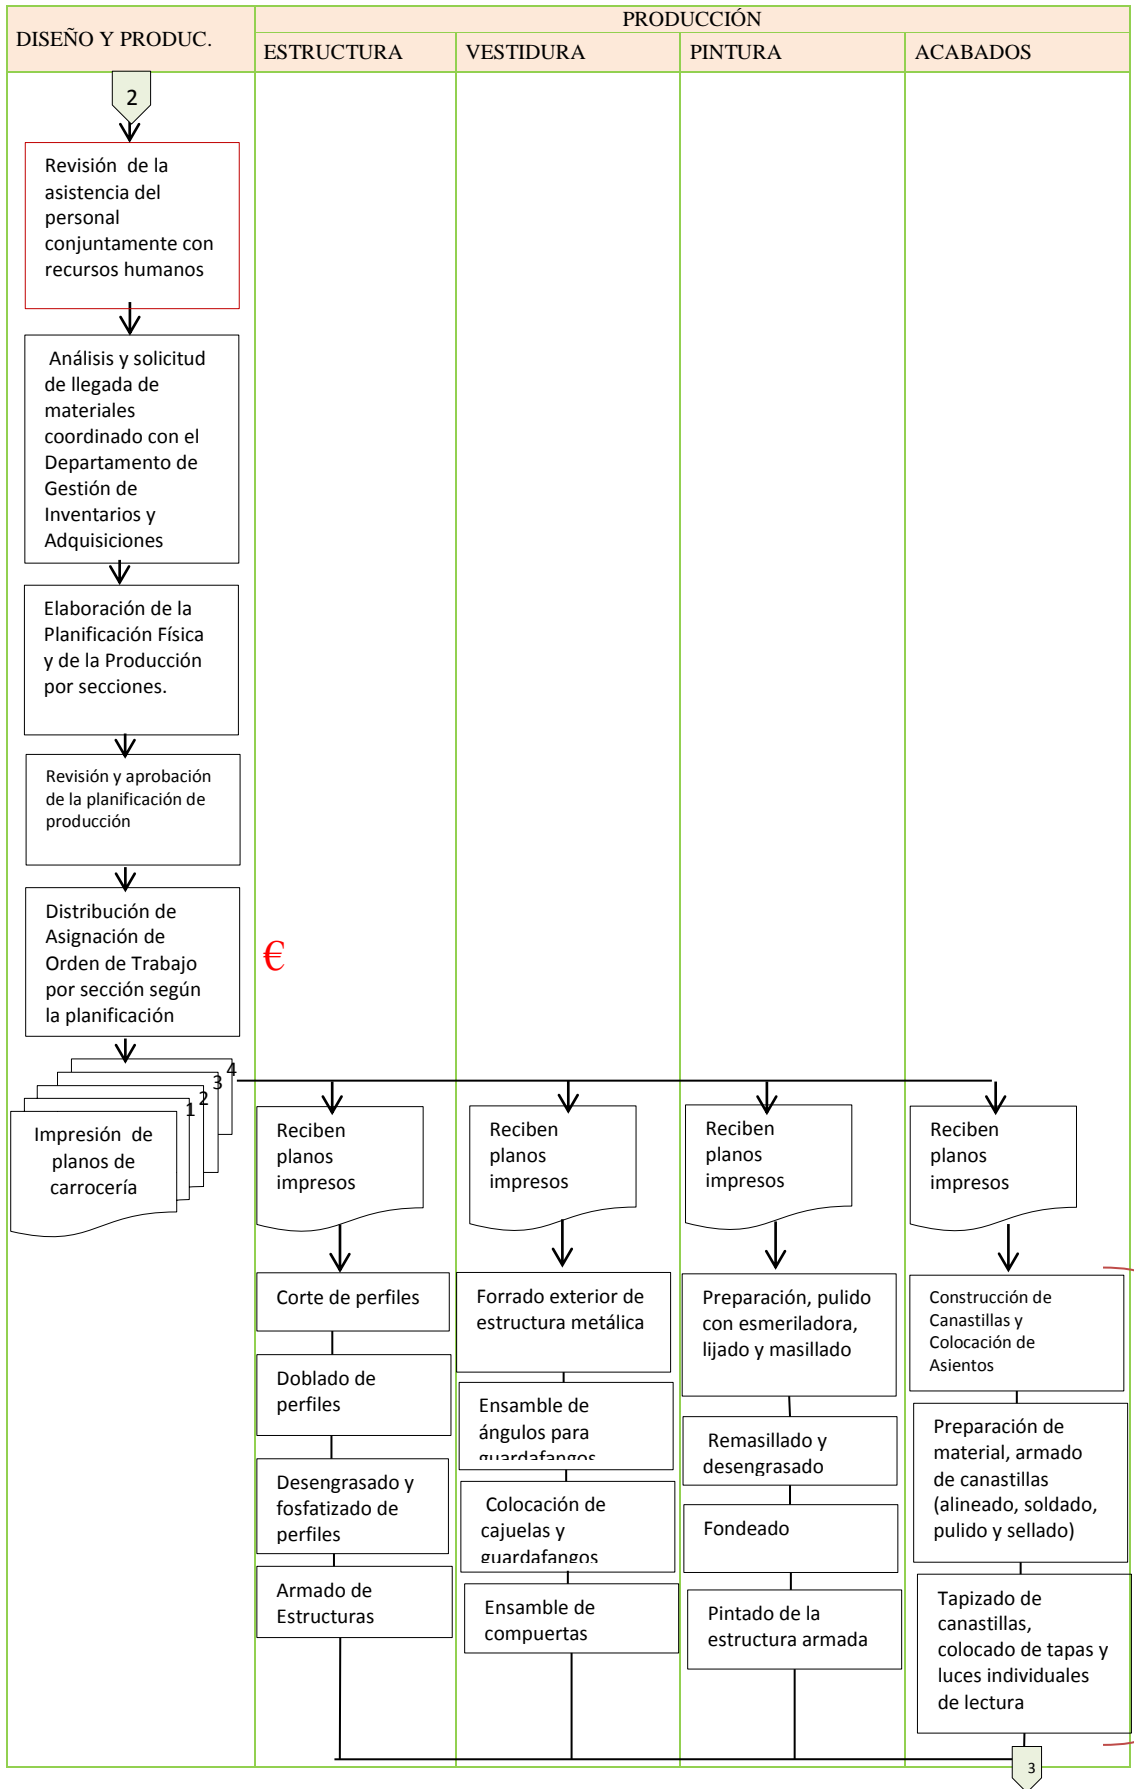 DISEÑO Y PRODUC.
PRODUCCIÓN
ESTRUCTURA
VESTIDURA
PINTURA
ACABADOS
2
Revisión de la
asistencia del
personal
conjuntamente con
recursos humanos
Análisis y solicitud
de llegada de
materiales
coordinado con el
Departamento de
Gestión de
Inventarios y
Adquisiciones
Elaboración de la
Planificación Física
y de la Producción
por secciones.
Revisión y aprobación
de la planificación de
producción
Distribución de
Asignación de
Orden de Trabajo
por sección según
la planificación
€
4
3
2
1
Impresión de
planos de
carrocería
Reciben
planos
impresos
Corte de perfiles
Doblado de
perfiles
Desengrasado y
fosfatizado de
perfiles
Armado de
Estructuras
Reciben
planos
impresos
Forrado exterior de
estructura metálica
Ensamble de
ángulos para
guardafangos
Colocación de
cajuelas y
guardafangos
Ensamble de
compuertas
Reciben
planos
impresos
Preparación, pulido
con esmeriladora,
lijado y masillado
Remasillado y
desengrasado
Fondeado
Pintado de la
estructura armada
Reciben
planos
impresos
Construcción de
Canastillas y
Colocación de
Asientos
Preparación de
material, armado
de canastillas
(alineado, soldado,
pulido y sellado)
Tapizado de
canastillas,
colocado de tapas y
luces individuales
de lectura
3